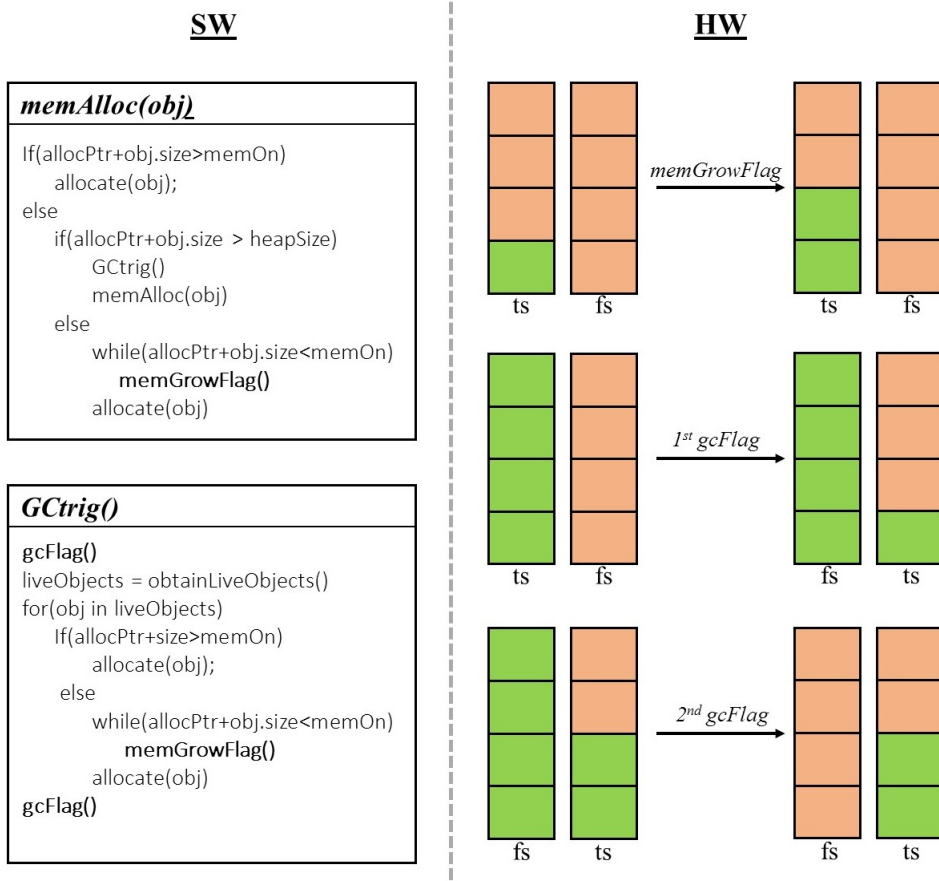 SW
memAlloc(obj)
If(allocPtr+obj.size>memOn)
allocate(obj);
else
if(allocPtr+obj.size > heapSize)
GCtrig()
memAlloc(obj)
else
while(allocPtr+obj.size<memOn)
memGrowFlag()
allocate(obj)
GCtrig()
gcFlag()
liveObjects = obtainLiveObjects()
for(obj in liveObjects)
If(allocPtr+size>memOn)
allocate(obj);
else
while(allocPtr+obj.size<memOn)
memGrowFlag()
allocate(obj)
gcFlag()
HW
memGrowFlag
ts fs ts fs
1st gcFlag
ts fs fs ts
2nd gcFlag
fs ts fs ts